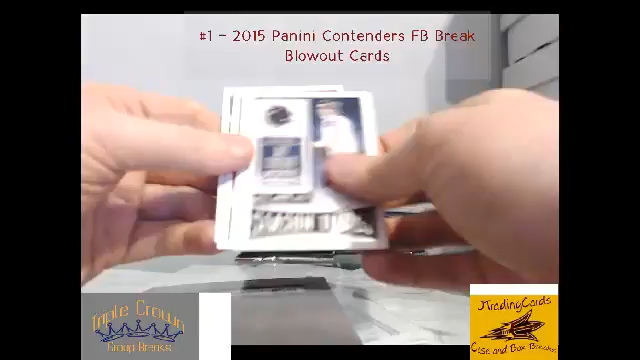 #1 - 2015 Panini Contenders FB Break
Blowout Cards
Triple Crown
Group Breaks
JTradingCards
Case and Box Breaks